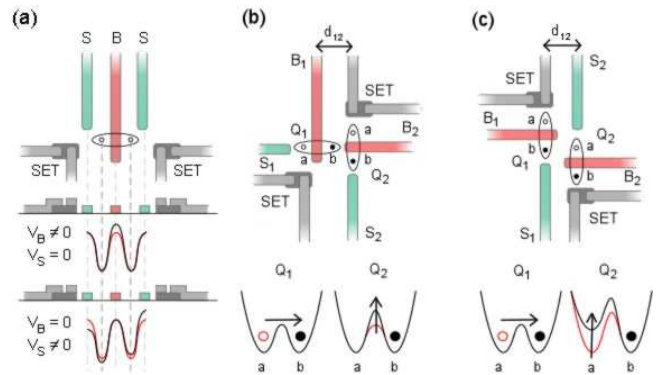 (a)
S B S
SET SET
V_B ≠ 0
V_S = 0
V_B = 0
V_S ≠ 0
(b)
d_12
B_1
SET
Q_1 a B_2
S_1 a b b
Q_2
SET
S_2
Q_1 Q_2
a b a b
(c)
d_12
S_2
SET
B_1 a Q_2
b a
Q_1 b B_2
SET
S_1
Q_1 Q_2
a b a b